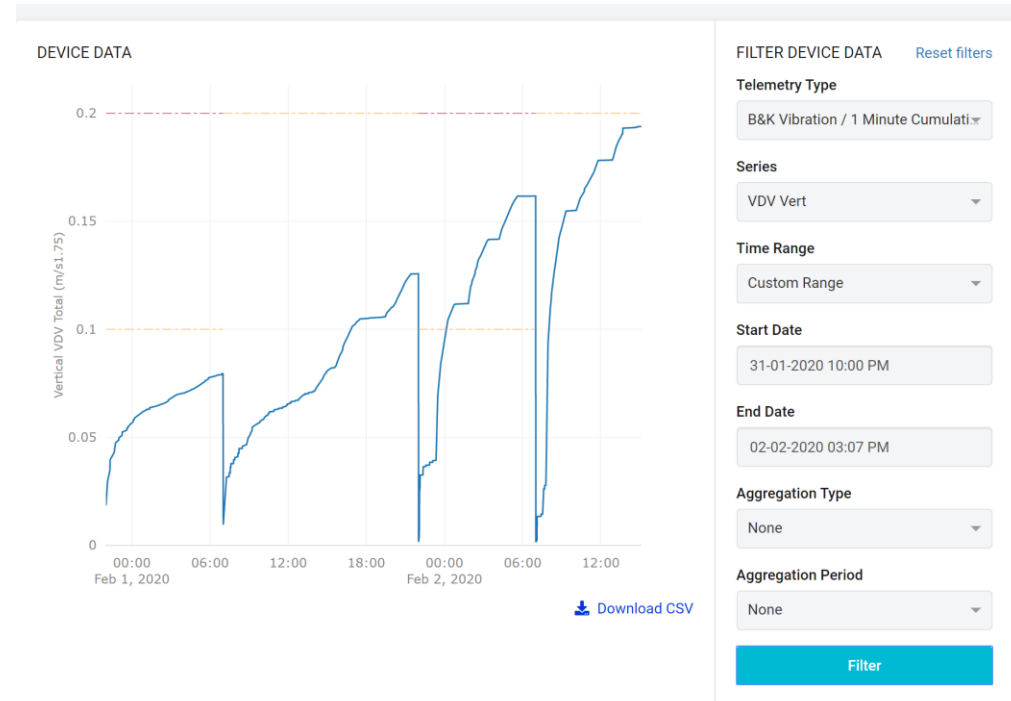 DEVICE DATA
0.2
0.15
0.1
0.05
0
Vertical VDV Total (m/s1.75)
00:00 06:00 12:00 18:00 00:00 06:00 12:00
Feb 1, 2020 Feb 2, 2020
Download CSV
FILTER DEVICE DATA Reset filters
Telemetry Type
B&K Vibration / 1 Minute Cumulati...
Series
VDV Vert
Time Range
Custom Range
Start Date
31-01-2020 10:00 PM
End Date
02-02-2020 03:07 PM
Aggregation Type
None
Aggregation Period
None
Filter